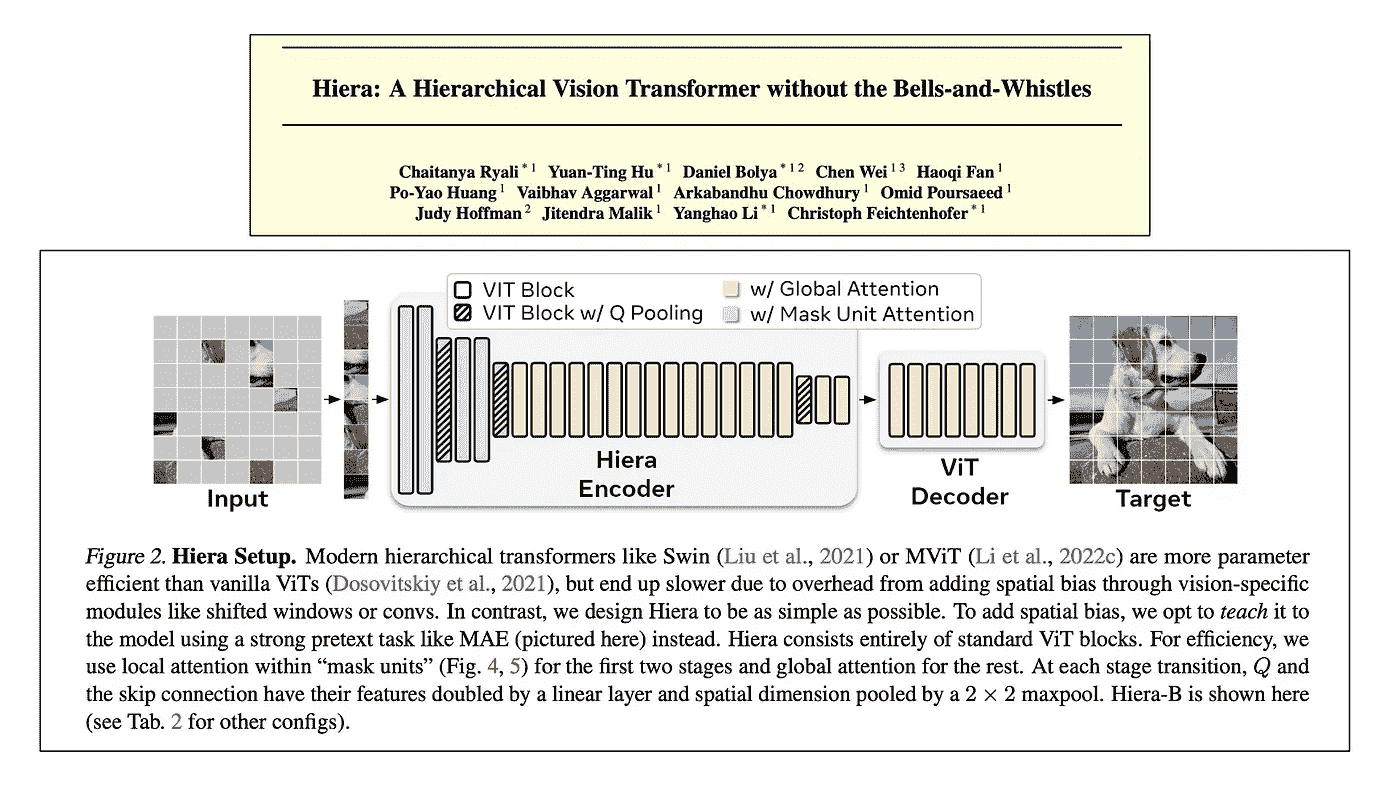 Hiera: A Hierarchical Vision Transformer without the Bells-and-Whistles
Chaitanya Ryali * 1 Yuan-Ting Hu * 1 Daniel Bolya * 1 2 Chen Wei 1 3 Haoqi Fan 1
Po-Yao Huang 1 Vaibhav Aggarwal 1 Arkabandhu Chowdhury 1 Omid Poursaeed 1
Judy Hoffman 2 Jitendra Malik 1 Yanghao Li * 1 Christoph Feichtenhofer * 1
VIT Block
w/ Global Attention
VIT Block w/ Q Pooling
w/ Mask Unit Attention
Input
Hiera
Encoder
ViT
Decoder
Target
Figure 2. Hiera Setup. Modern hierarchical transformers like Swin (Liu et al., 2021) or MViT (Li et al., 2022c) are more parameter
efficient than vanilla ViTs (Dosovitskiy et al., 2021), but end up slower due to overhead from adding spatial bias through vision-specific
modules like shifted windows or convs. In contrast, we design Hiera to be as simple as possible. To add spatial bias, we opt to teach it to
the model using a strong pretext task like MAE (pictured here) instead. Hiera consists entirely of standard ViT blocks. For efficiency, we
use local attention within “mask units” (Fig. 4, 5) for the first two stages and global attention for the rest. At each stage transition, Q and
the skip connection have their features doubled by a linear layer and spatial dimension pooled by a 2 × 2 maxpool. Hiera-B is shown here
(see Tab. 2 for other configs).